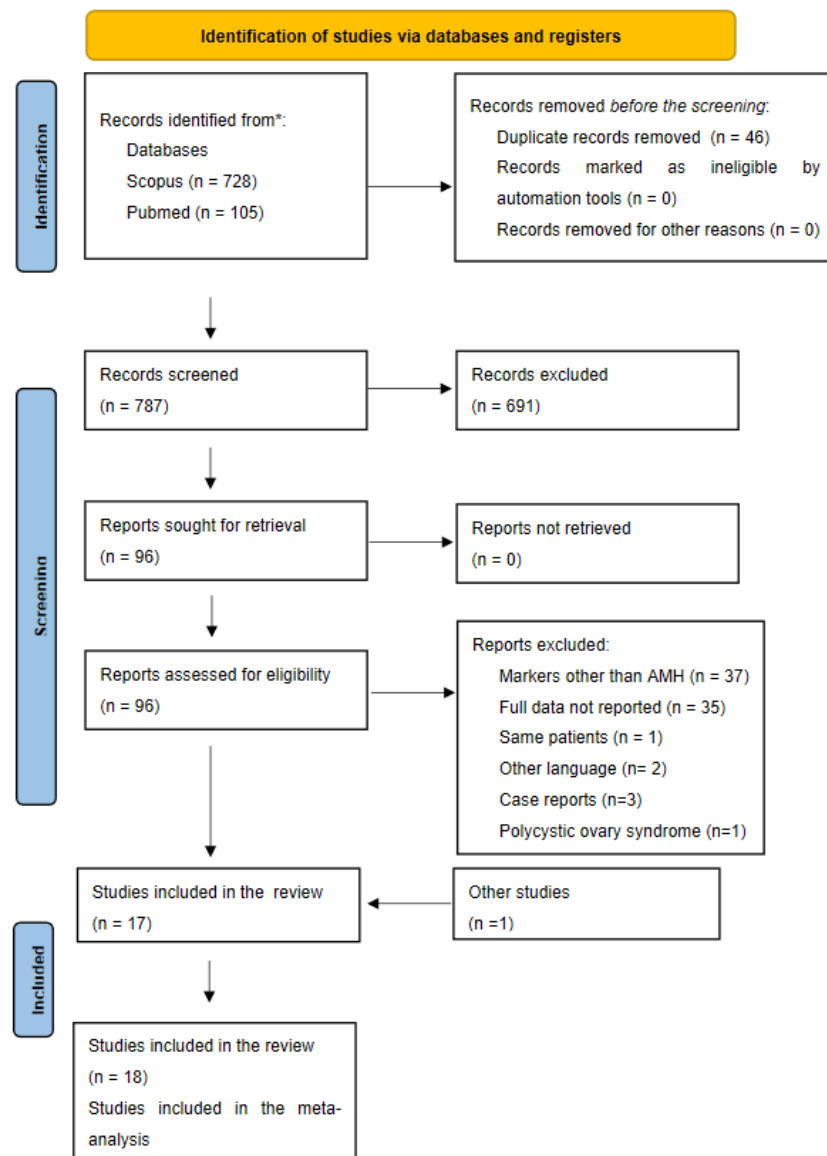 Identification of studies via databases and registers
Identification
Records identified from*:
Databases
Scopus (n = 728)
Pubmed (n = 105)
Records removed before the screening:
Duplicate records removed (n = 46)
Records marked as ineligible by
automation tools (n = 0)
Records removed for other reasons (n = 0)
Screening
Records screened
(n = 787)
Records excluded
(n = 691)
Reports sought for retrieval
(n = 96)
Reports not retrieved
(n = 0)
Reports assessed for eligibility
(n = 96)
Reports excluded:
Markers other than AMH (n = 37)
Full data not reported (n = 35)
Same patients (n = 1)
Other language (n= 2)
Case reports (n=3)
Polycystic ovary syndrome (n=1)
Included
Studies included in the review
(n = 17)
Other studies
(n =1)
Studies included in the review
(n = 18)
Studies included in the meta-
analysis